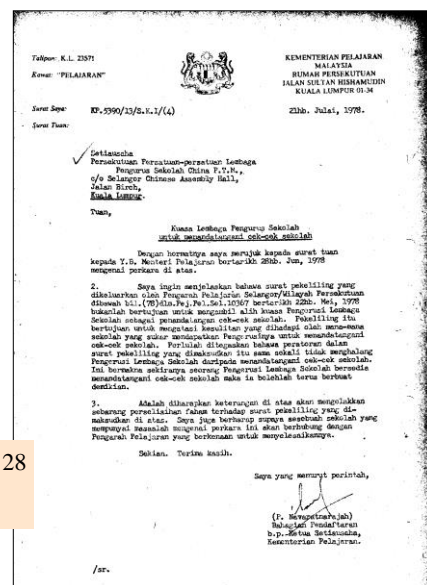 Talipon: K.L. 23571
Kawat: "PELAJARAN"
KEMENTERIAN PELAJARAN
MALAYSIA
RUMAH PERSEKUTUAN
JALAN SULTAN HISHAMUDIN
KUALA LUMPUR 01-34
Surat Saya: KP.5390/13/S.K.I/(4)
21hb. Julai, 1978.
Surat Tuan:
Setiausaha
Persekutuan Persatuan-persatuan Lembaga
Pengurus Sekolah China P.T.M.,
c/o Selangor Chinese Assembly Hall,
Jalan Birch,
Kuala Lumpur.
Tuan,
Kuasa Lembaga Pengurus Sekolah
untuk menandatangani cek-cek sekolah
Dengan hormatnya saya merujuk kepada surat tuan
kepada Y.B. Menteri Pelajaran bertarikh 28hb. Jun, 1978
mengenai perkara di atas.
2. Saya ingin menjelaskan bahawa surat pekeliling yang
dikeluarkan oleh Pengarah Pelajaran Selangor/Wilayah Persekutuan
dibawah bil.(78)dlm.Pej.Pel.Sel.10367 bertarikh 22hb. Mei, 1978
bukanlah bertujuan untuk mengambil alih kuasa Pengerusi Lembaga
Sekolah sebagai penandatangan cek-cek sekolah. Pekeliling itu
bertujuan untuk mengatasi kesulitan yang dihadapi oleh mana-mana
sekolah yang sukar mendapatkan Pengerusinya untuk menandatangani
cek-cek sekolah. Perlulah ditegaskan bahawa peraturan dalam
surat pekeliling yang dimaksudkan itu sama sekali tidak menghalang
Pengerusi Lembaga Sekolah daripada menandatangani cek-cek sekolah.
Ini bermakna sekiranya seorang Pengerusi Lembaga Sekolah bersedia
menandatangani cek-cek sekolah maka ia bolehlah terus berbuat
demikian.
3. Adalah diharapkan keterangan di atas akan mengelakkan
sebarang perselisihan faham terhadap surat pekeliling yang di-
maksudkan di atas. Saya juga berharap supaya sesebuah sekolah yang
mempunyai masaalah mengenai perkara ini akan berhubung dengan
Pengarah Pelajaran yang berkenaan untuk menyelesaikannya.
Sekian. Terima kasih.
28
Saya yang menurut perintah,
(P. Navapatnarajah)
Bahagian Pendaftaran
b.p. Ketua Setiausaha,
Kementerian Pelajaran.
/sr.